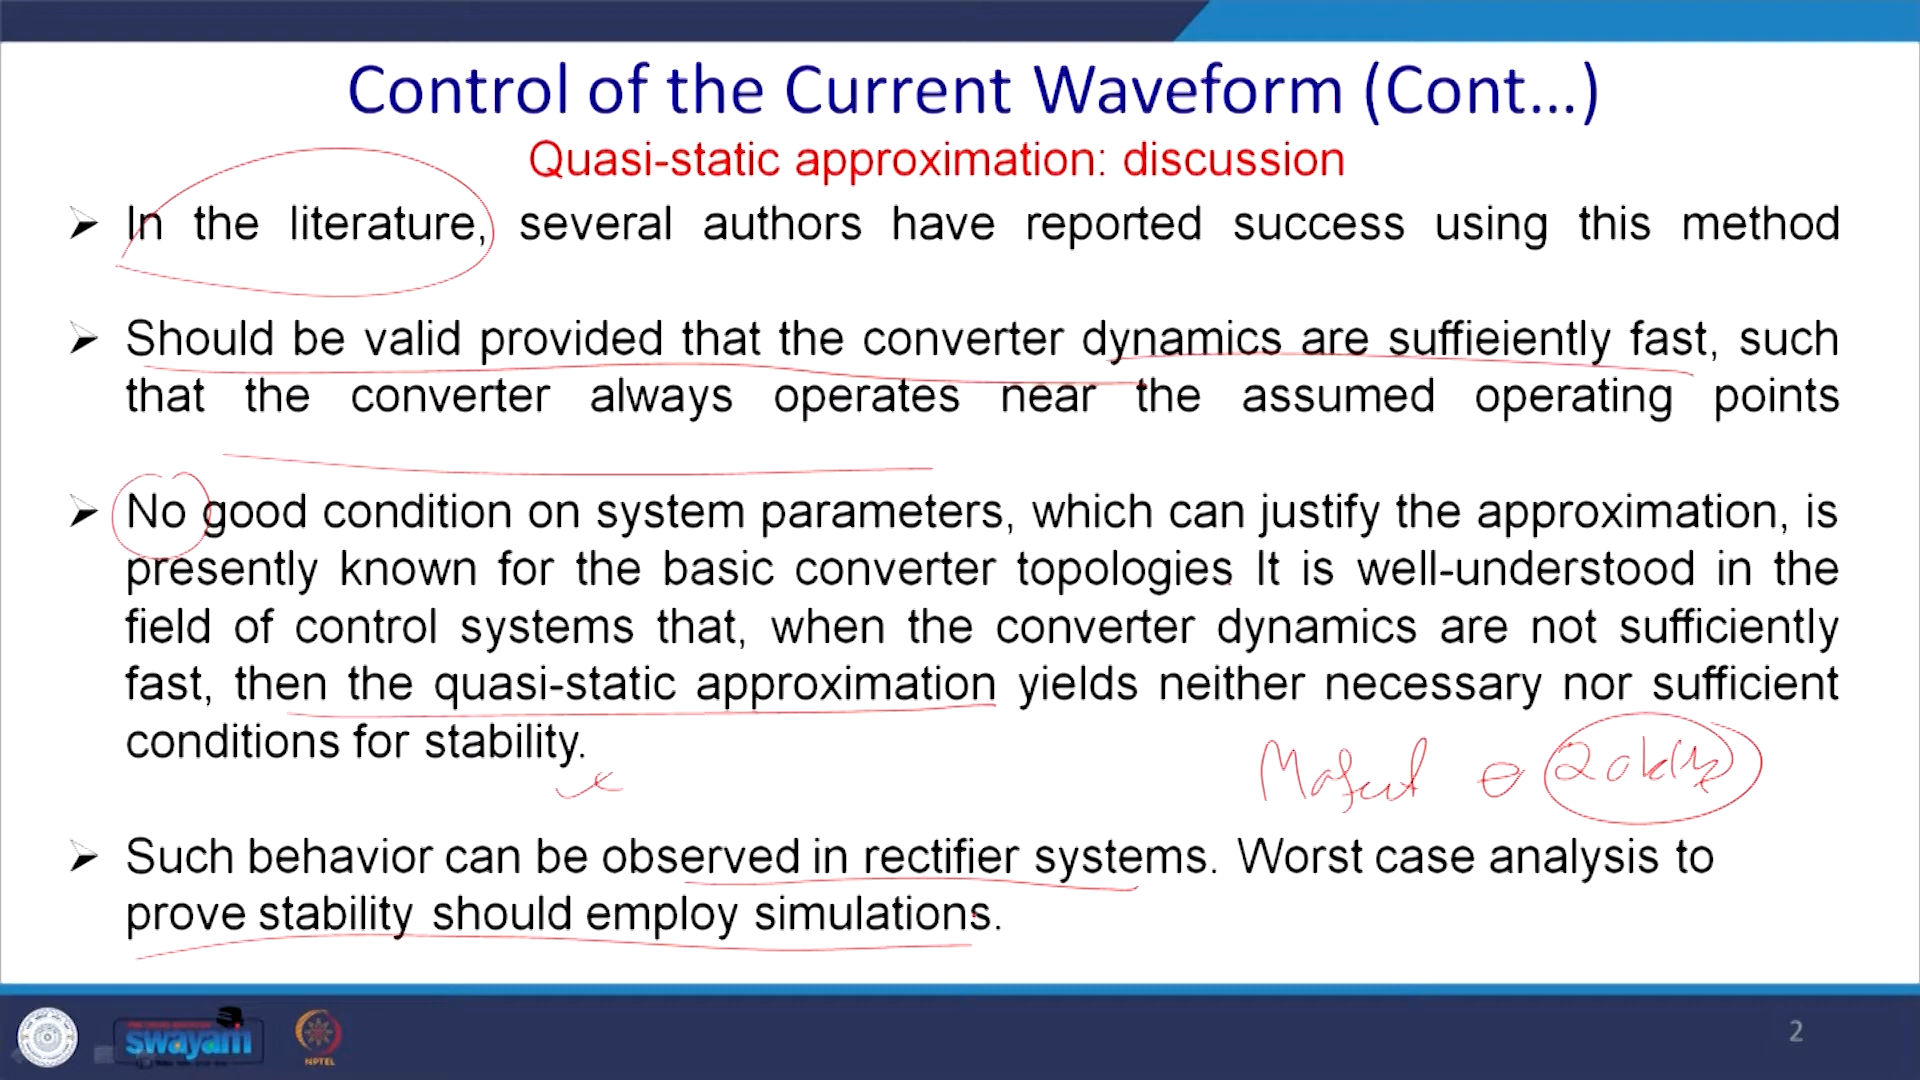 Control of the Current Waveform (Cont...)
Quasi-static approximation: discussion
➢ In the literature, several authors have reported success using this method
➢ Should be valid provided that the converter dynamics are suffieiently fast, such
that the converter always operates near the assumed operating points
➢ No good condition on system parameters, which can justify the approximation, is
presently known for the basic converter topologies It is well-understood in the
field of control systems that, when the converter dynamics are not sufficiently
fast, then the quasi-static approximation yields neither necessary nor sufficient
conditions for stability.
20kHz
➢ Such behavior can be observed in rectifier systems. Worst case analysis to
prove stability should employ simulations.
swayam
NPTEL
2